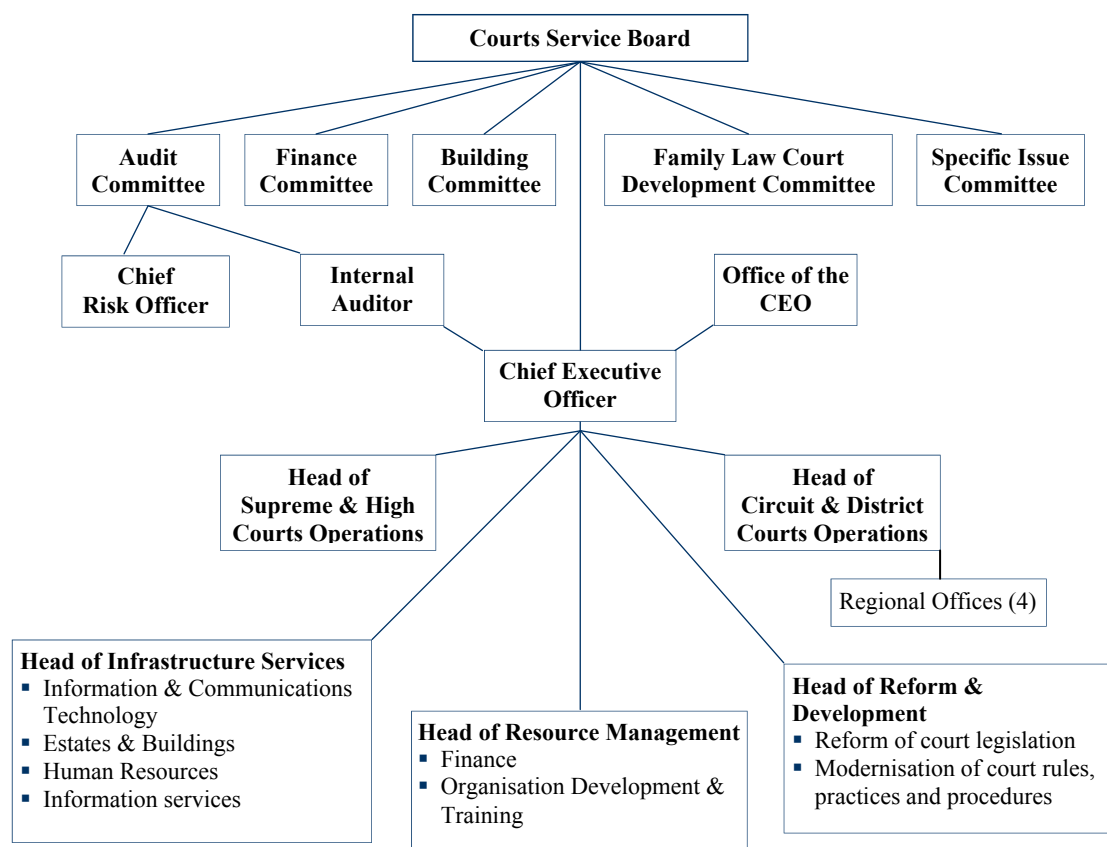 Courts Service Board
Audit
Committee
Finance
Committee
Building
Committee
Family Law Court
Development Committee
Specific Issue
Committee
Chief
Risk Officer
Internal
Auditor
Office of the
CEO
Chief Executive
Officer
Head of
Supreme & High
Courts Operations
Head of
Circuit & District
Courts Operations
Regional Offices (4)
Head of Infrastructure Services
▪ Information & Communications
Technology
▪ Estates & Buildings
▪ Human Resources
▪ Information services
Head of Resource Management
▪ Finance
▪ Organisation Development &
Training
Head of Reform &
Development
▪ Reform of court legislation
▪ Modernisation of court rules,
practices and procedures